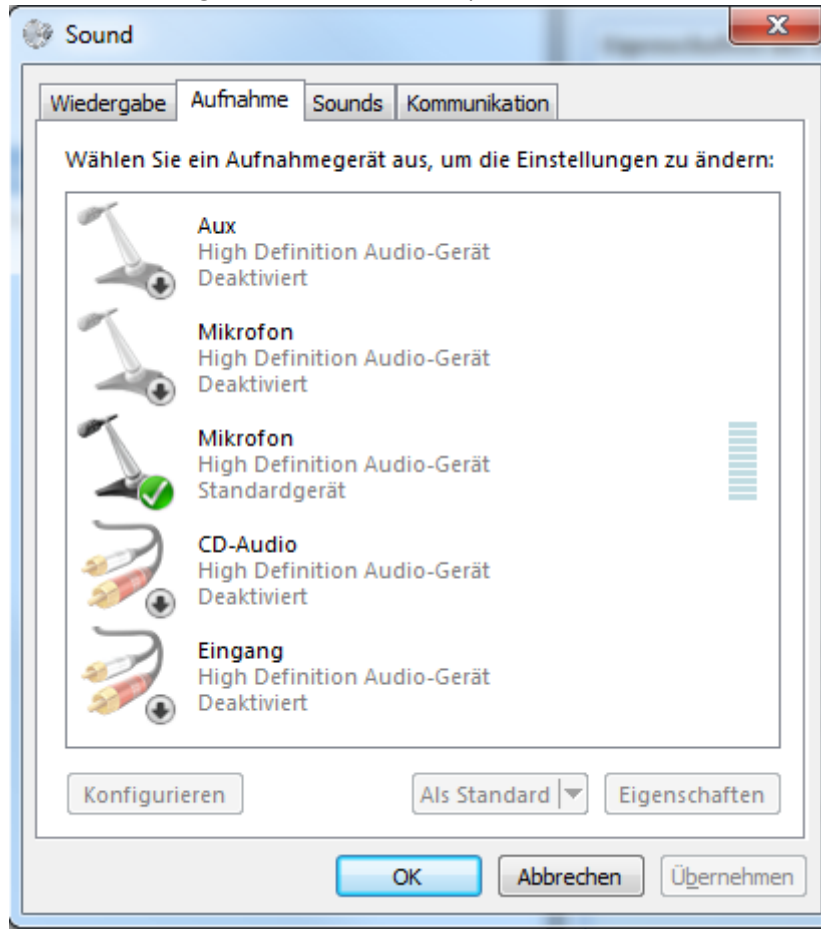 Sound
Wiedergabe Aufnahme Sounds Kommunikation
Wählen Sie ein Aufnahmegerät aus, um die Einstellungen zu ändern:
Aux
High Definition Audio-Gerät
Deaktiviert
Mikrofon
High Definition Audio-Gerät
Deaktiviert
Mikrofon
High Definition Audio-Gerät
Standardgerät
CD-Audio
High Definition Audio-Gerät
Deaktiviert
Eingang
High Definition Audio-Gerät
Deaktiviert
Konfigurieren Als Standard Eigenschaften
OK Abbrechen Übernehmen